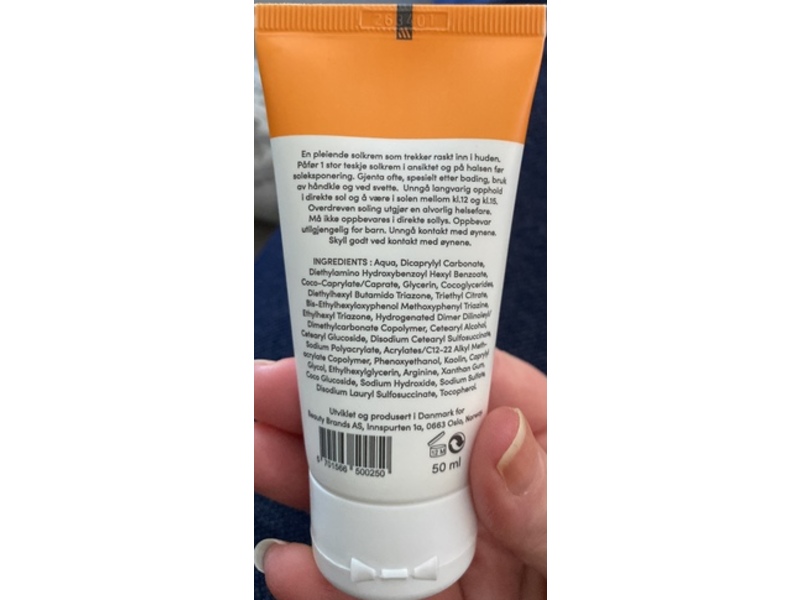 26340
En pleiende solkrem som trekker raskt inn i huden.
Påfør 1 stor teskje solkrem i ansiktet og på halsen før
soleksponering. Gjenta ofte, spesielt etter bading, bruk
av håndkle og ved svette. Unngå langvarig opphold
i direkte sol og å være i solen mellom kl.12 og kl.15.
Overdreven soling utgjør en alvorlig helsefare.
Må ikke oppbevares i direkte sollys. Oppbevar
utilgjengelig for barn. Unngå kontakt med øynene.
Skyll godt ved kontakt med øynene.
INGREDIENTS : Aqua, Dicaprylyl Carbonate,
Diethylamino Hydroxybenzoyl Hexyl Benzoate,
Coco-Caprylate/Caprate, Glycerin, Cocoglycerides,
Diethylhexyl Butamido Triazone, Triethyl Citrate,
Bis-Ethylhexyloxyphenol Methoxyphenyl Triazine,
Ethylhexyl Triazone, Hydrogenated Dimer Dilinoleyl/
Dimethylcarbonate Copolymer, Cetearyl Alcohol,
Cetearyl Glucoside, Disodium Cetearyl Sulfosuccinate,
Sodium Polyacrylate, Acrylates/C12-22 Alkyl Meth-
acrylate Copolymer, Phenoxyethanol, Kaolin, Caprylyl
Glycol, Ethylhexylglycerin, Arginine, Xanthan Gum,
Coco Glucoside, Sodium Hydroxide, Sodium Sulfate,
Disodium Lauryl Sulfosuccinate, Tocopherol.
Utviklet og produsert i Danmark for
Beauty Brands AS, Innspurten 1a, 0663 Oslo, Norway
12 M
50 ml
5 701566 500250